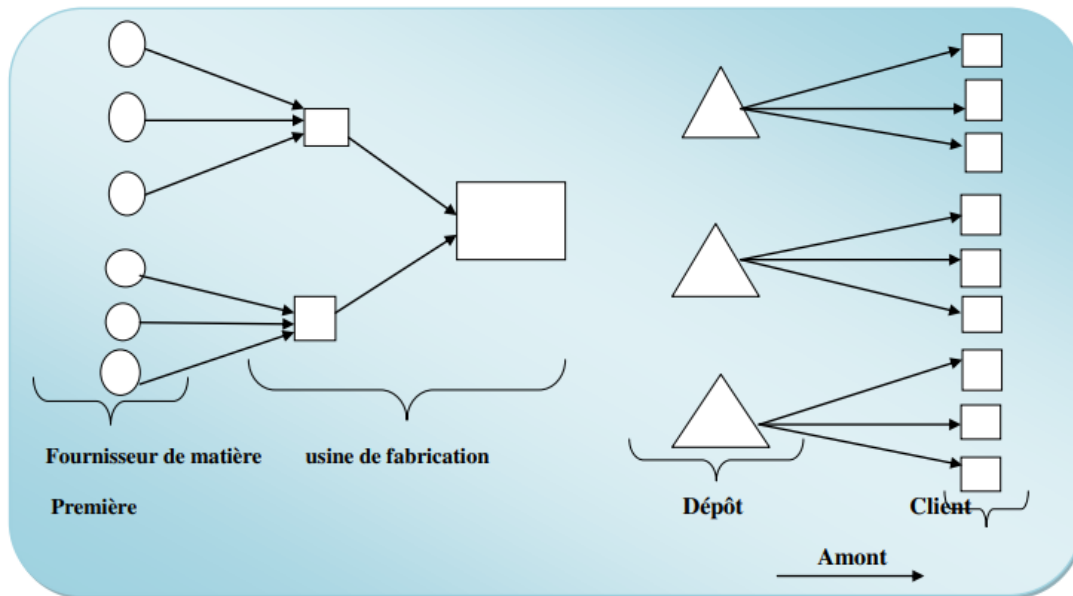 Fournisseur de matière
Première
usine de fabrication
Dépôt
Client
Amont